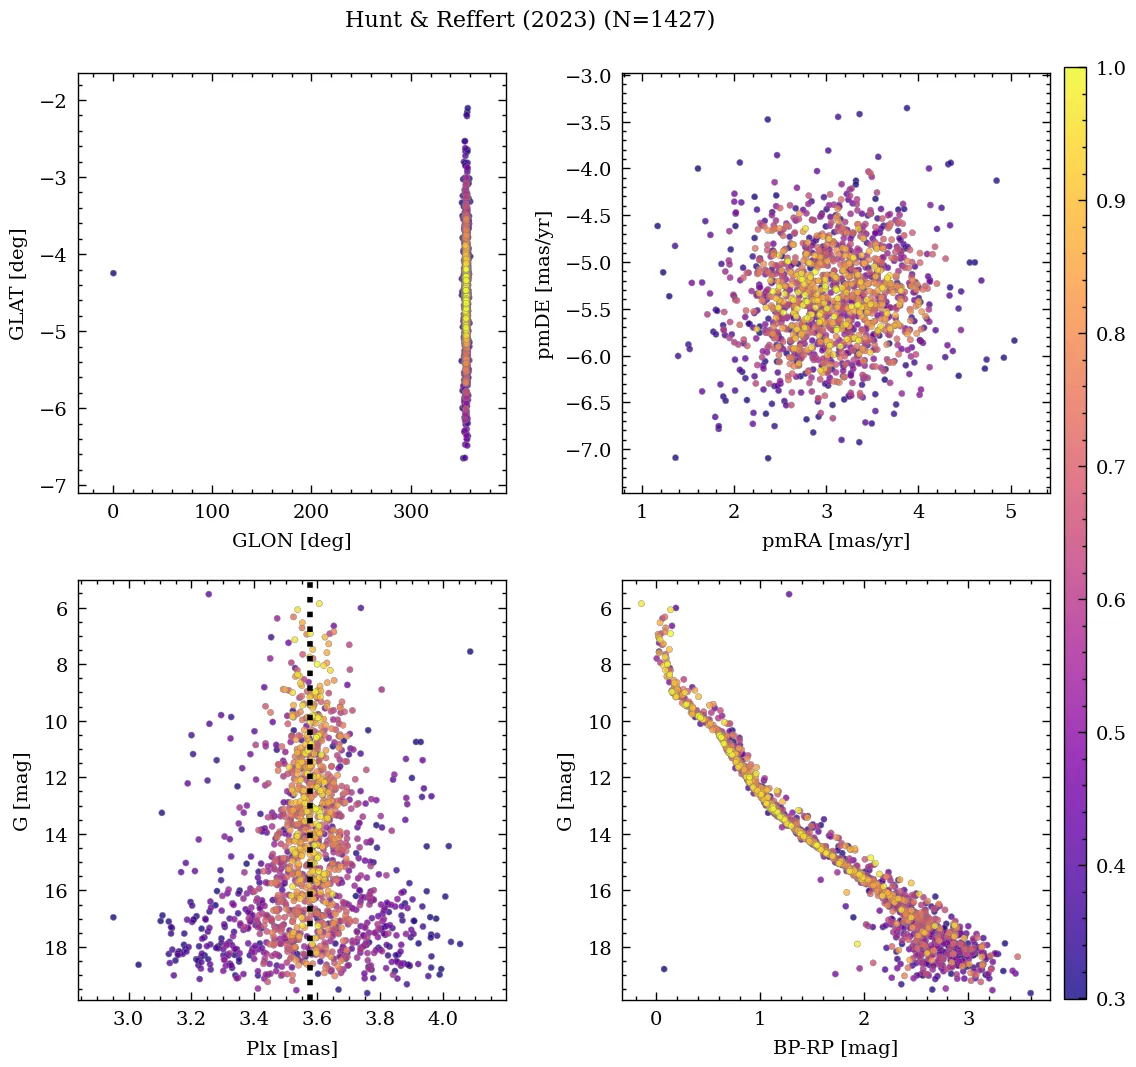 Hunt & Reffert (2023) (N=1427)
−2
−3
−4
−5
−6
−7
GLAT [deg]
0 100 200 300
GLON [deg]
−3.0
−3.5
−4.0
−4.5
−5.0
−5.5
−6.0
−6.5
−7.0
pmDE [mas/yr]
1 2 3 4 5
pmRA [mas/yr]
1.0
0.9
0.8
0.7
0.6
0.5
0.4
0.3
6
8
10
12
14
16
18
G [mag]
3.0 3.2 3.4 3.6 3.8 4.0
Plx [mas]
6
8
10
12
14
16
18
G [mag]
0 1 2 3
BP-RP [mag]